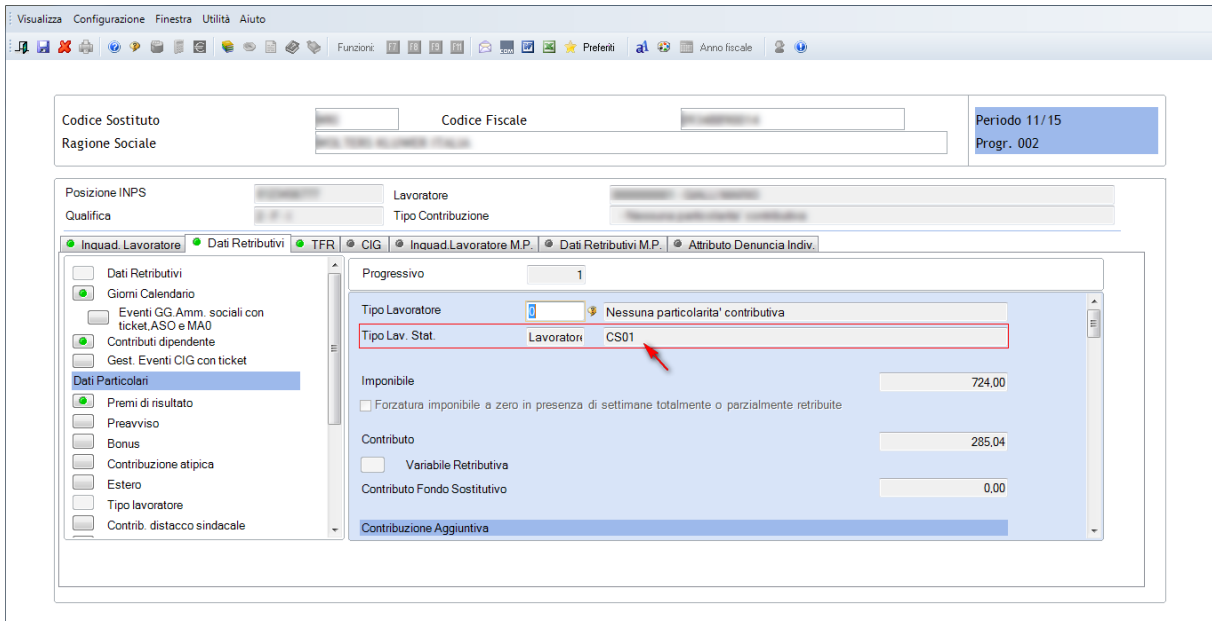 Visualizza Configurazione Finestra Utilità Aiuto
Funzioni: F7 F8 F9 F11 .COM Preferiti Anno fiscale
Codice Sostituto Codice Fiscale Periodo 11/15
Ragione Sociale Progr. 002
Posizione INPS Lavoratore
Qualifica Tipo Contribuzione
Inquad. Lavoratore Dati Retributivi TFR CIG Inquad.Lavoratore M.P. Dati Retributivi M.P. Attributo Denuncia Indiv.
Dati Retributivi
Giorni Calendario
Eventi GG.Amm. sociali con
ticket,ASO e MA0
Contributi dipendente
Gest. Eventi CIG con ticket
Dati Particolari
Premi di risultato
Preavviso
Bonus
Contribuzione atipica
Estero
Tipo lavoratore
Contrib. distacco sindacale
Progressivo 1
Tipo Lavoratore 0 Nessuna particolarita' contributiva
Tipo Lav. Stat. Lavoratore CS01
Imponibile 724,00
Forzatura imponibile a zero in presenza di settimane totalmente o parzialmente retribuite
Contributo 285,04
Variabile Retributiva
Contributo Fondo Sostitutivo 0,00
Contribuzione Aggiuntiva